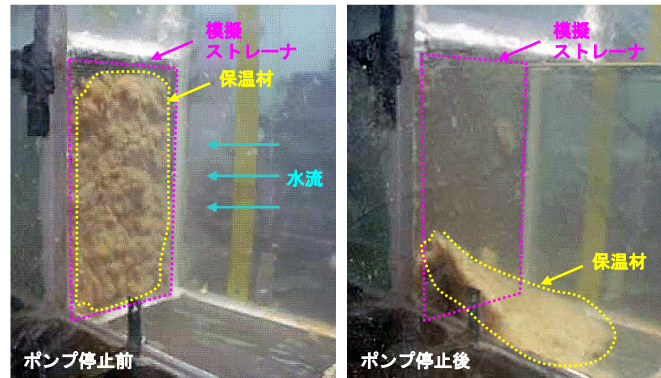 模擬
ストレーナ
保温材
水流
ポンプ停止前
模擬
ストレーナ
保温材
ポンプ停止後